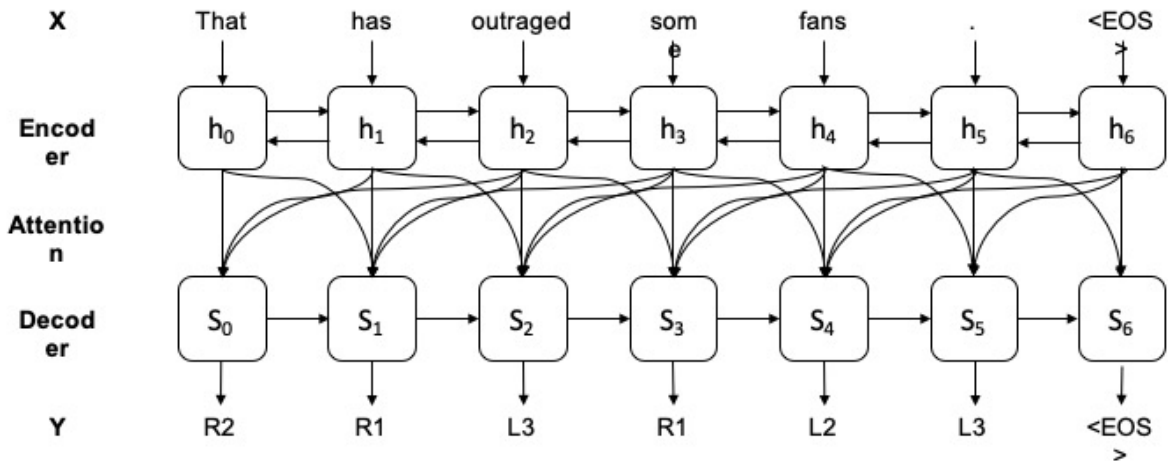 X That has outraged som fans . <EOS
e >
Encod h0 h1 h2 h3 h4 h5 h6
er
Attentio
n
Decod S0 S1 S2 S3 S4 S5 S6
er
Y R2 R1 L3 R1 L2 L3 <EOS
>